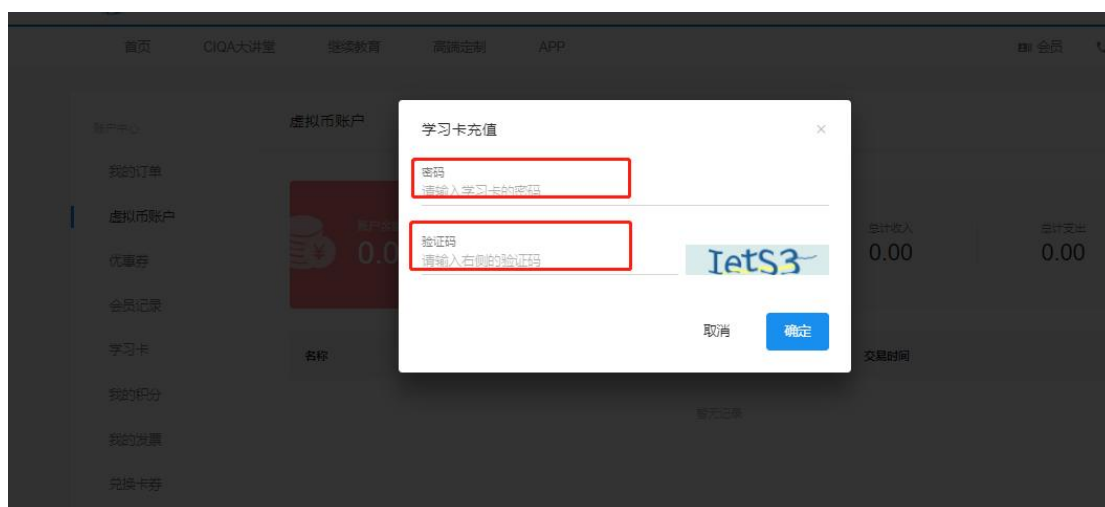 首页 CIQA大讲堂 继续教育 高端定制 APP 会员
账户中心
虚拟币账户
学习卡充值
我的订单
密码
请输入学习卡的密码
虚拟币账户
总计收入
总计支出
0.0
0.00
0.00
验证码
请输入右侧的验证码
IetS3
优惠券
会员记录
取消 确定
学习卡
名称
交易时间
我的积分
暂无记录
我的发票
兑换卡券